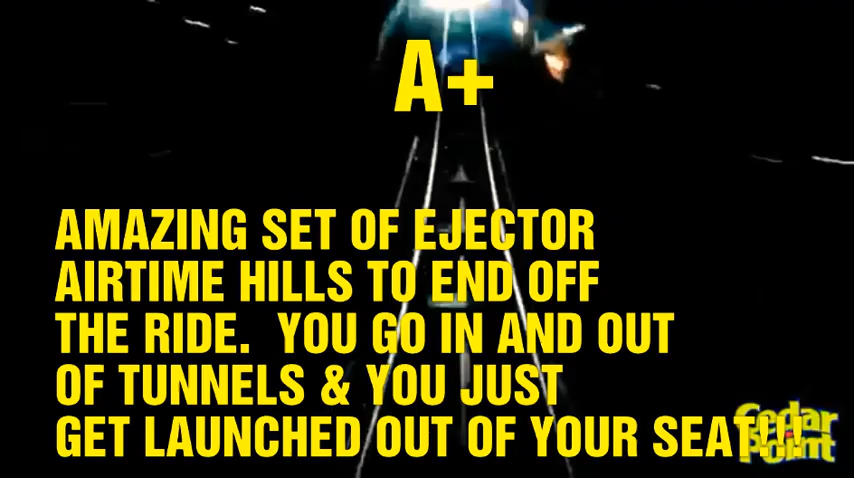 A+
AMAZING SET OF EJECTOR
AIRTIME HILLS TO END OFF
THE RIDE.  YOU GO IN AND OUT
OF TUNNELS & YOU JUST
GET LAUNCHED OUT OF YOUR SEAT!!!
Cedar
Point